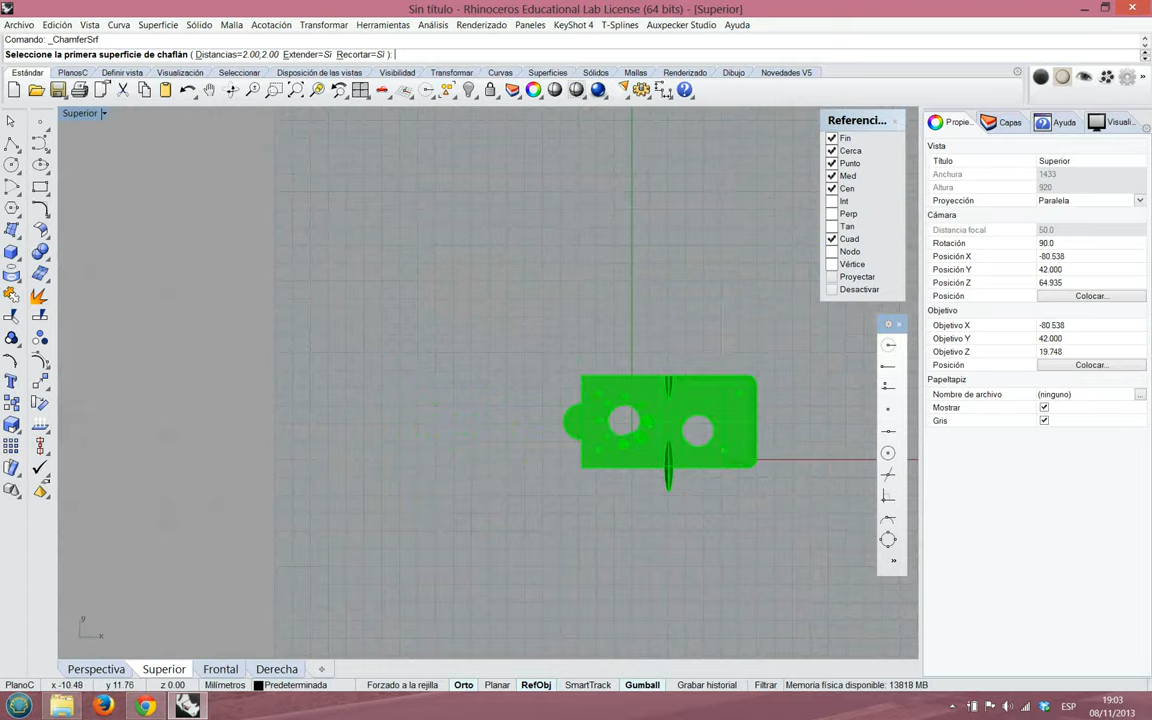 Sin título - Rhinoceros Educational Lab License (64 bits) - [Superior]
Archivo Edición Vista Curva Superficie Sólido Malla Acotación Transformar Herramientas Análisis Renderizado Paneles KeyShot 4 T-Splines Auxpecker Studio Ayuda
Comando: _ChamferSrf
Seleccione la primera superficie de chaflán ( Distancias=2.00,2.00 Extender=Sí Recortar=Sí ):
Estándar PlanosC Definir vista Visualización Seleccionar Disposición de las vistas Visibilidad Transformar Curvas Superficies Sólidos Mallas Renderizado Dibujo Novedades V5
Superior
Referenci...
Fin
Cerca
Punto
Med
Cen
Int
Perp
Tan
Cuad
Nodo
Vértice
Proyectar
Desactivar
Propie... Capas Ayuda Visuali...
Vista
Título Superior
Anchura 1433
Altura 920
Proyección Paralela
Cámara
Distancia focal 50.0
Rotación 90.0
Posición X -80.538
Posición Y 42.000
Posición Z 64.935
Posición Colocar...
Objetivo
Objetivo X -80.538
Objetivo Y 42.000
Objetivo Z 19.748
Posición Colocar...
Papeltapiz
Nombre de archivo (ninguno) ...
Mostrar
Gris
y
x
Perspectiva Superior Frontal Derecha
PlanoC x -10.48 y 11.76 z 0.00 Milímetros Predeterminada Forzado a la rejilla Orto Planar RefObj SmartTrack Gumball Grabar historial Filtrar Memoria física disponible: 13818 MB
ESP
19:03
08/11/2013